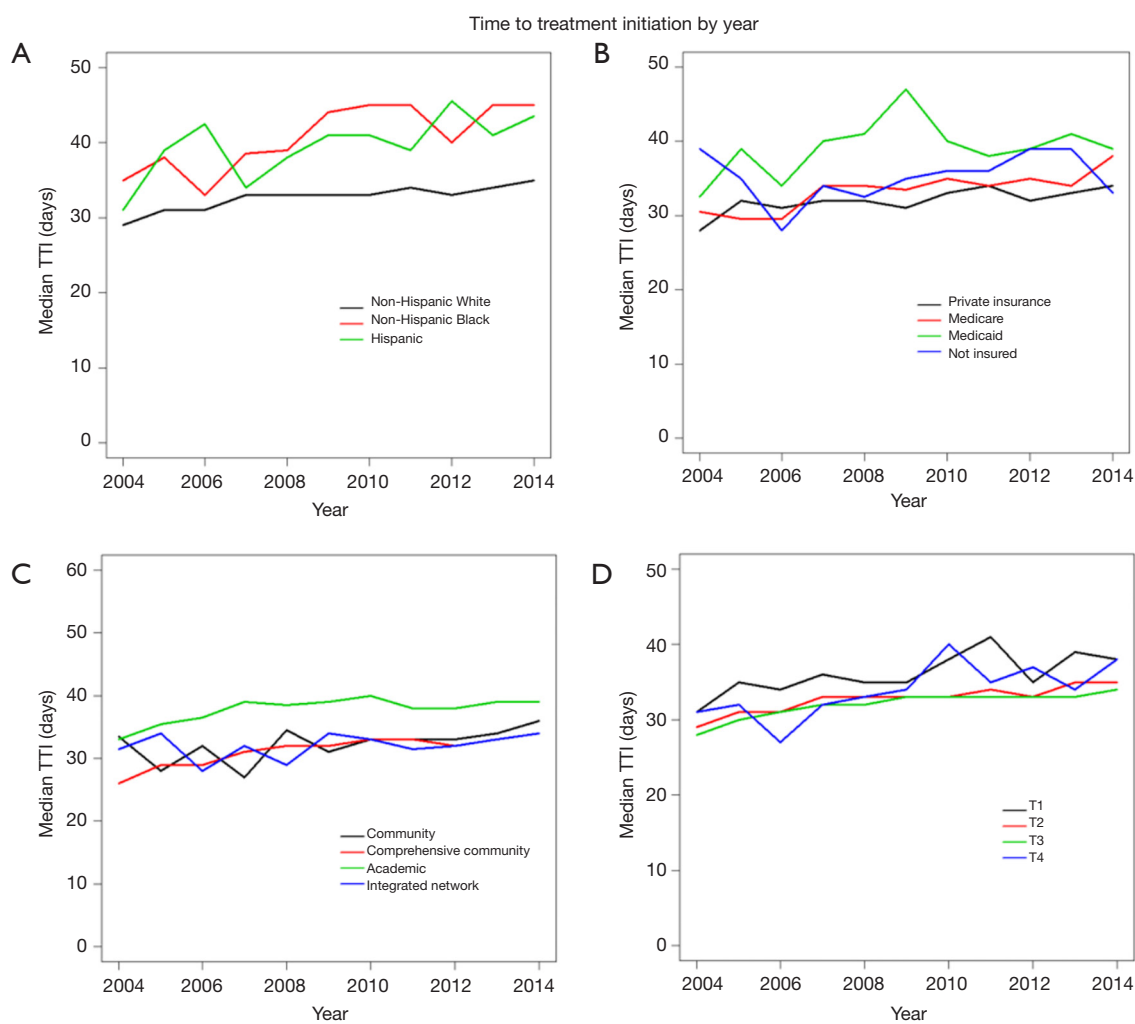 Time to treatment initiation by year
A
50
40
30
20
10
0
Median TTI (days)
Non-Hispanic White
Non-Hispanic Black
Hispanic
2004 2006 2008 2010 2012 2014
Year
B
50
40
30
20
10
0
Median TTI (days)
Private insurance
Medicare
Medicaid
Not insured
2004 2006 2008 2010 2012 2014
Year
C
60
50
40
30
20
10
0
Median TTI (days)
Community
Comprehensive community
Academic
Integrated network
2004 2006 2008 2010 2012 2014
Year
D
50
40
30
20
10
0
Median TTI (days)
T1
T2
T3
T4
2004 2006 2008 2010 2012 2014
Year